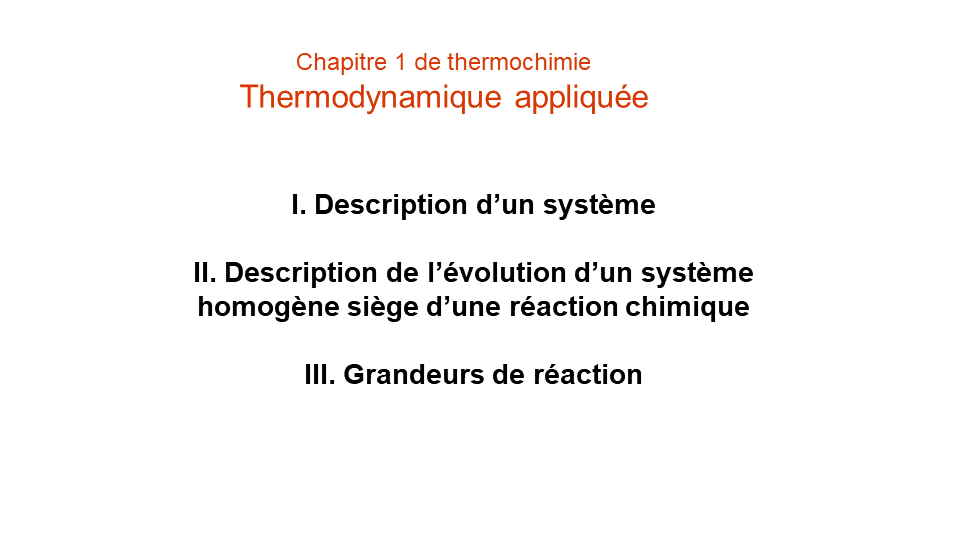 Chapitre 1 de thermochimie
Thermodynamique appliquée
I. Description d’un système
II. Description de l’évolution d’un système
homogène siège d’une réaction chimique
III. Grandeurs de réaction